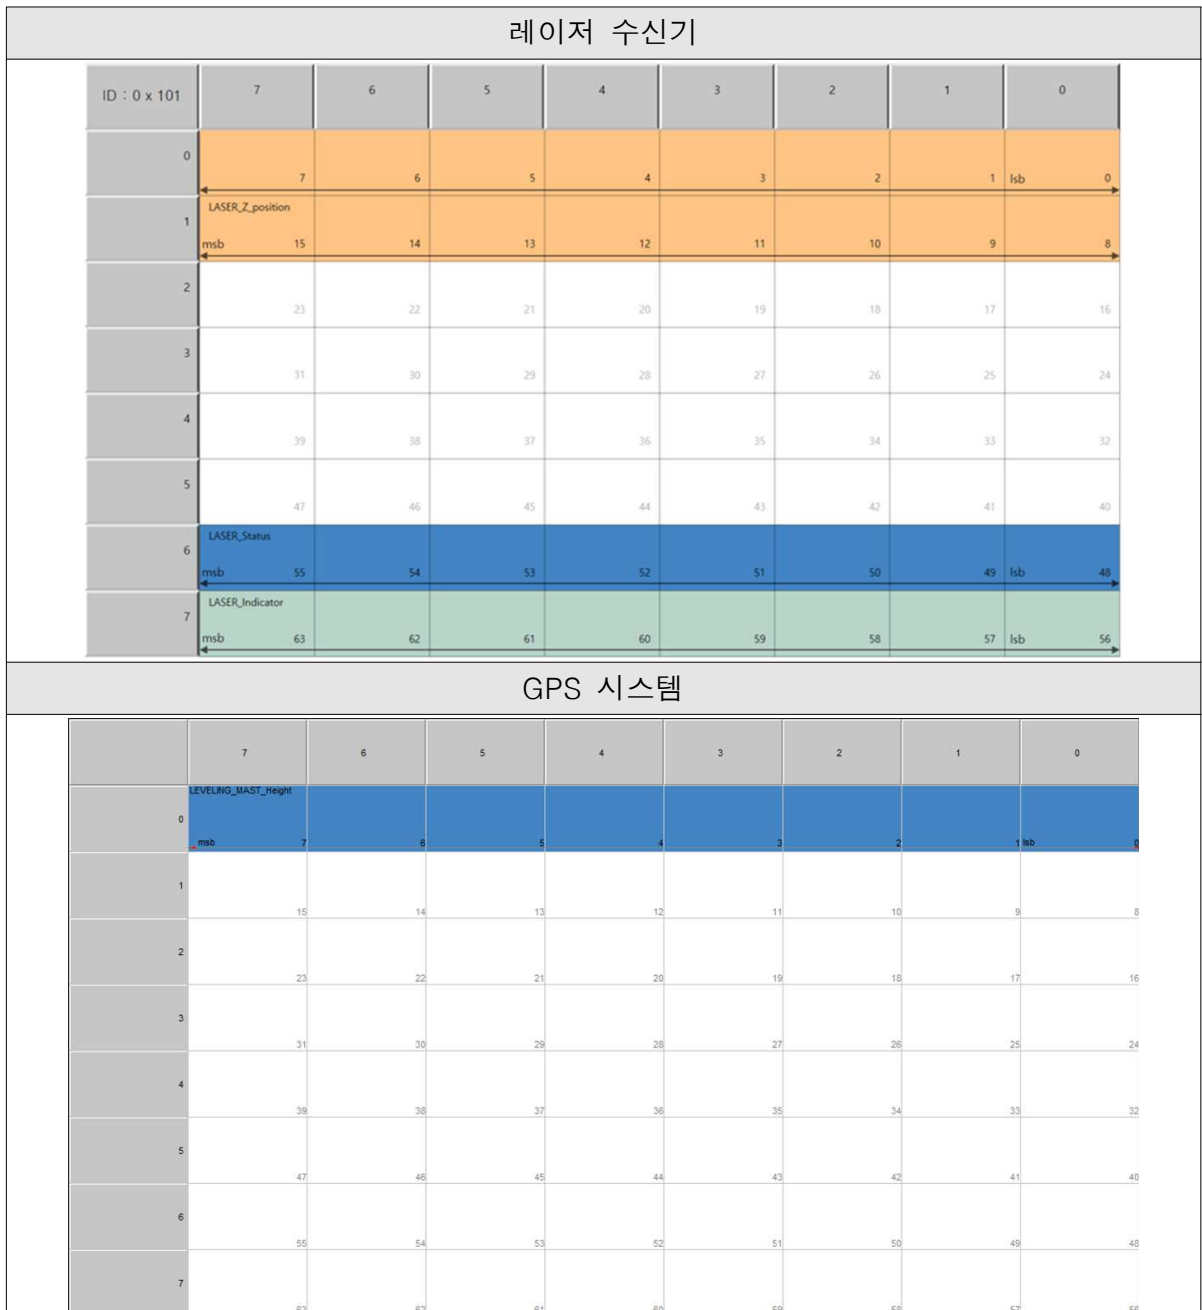 레이저 수신기
ID : 0 x 101 7 6 5 4 3 2 1 0
0
7 6 5 4 3 2 1 lsb 0
LASER_Z_position
1
msb 15 14 13 12 11 10 9 8
2
23 22 21 20 19 18 17 16
3
31 30 29 28 27 26 25 24
4
39 38 37 36 35 34 33 32
5
47 46 45 44 43 42 41 40
LASER_Status
6
msb 55 54 53 52 51 50 49 lsb 48
LASER_Indicator
7
msb 63 62 61 60 59 58 57 lsb 56
GPS 시스템
7 6 5 4 3 2 1 0
LEVELING_MAST_Height
0
msb 7 6 5 4 3 2 1 lsb 0
1
15 14 13 12 11 10 9 8
2
23 22 21 20 19 18 17 16
3
31 30 29 28 27 26 25 24
4
39 38 37 36 35 34 33 32
5
47 46 45 44 43 42 41 40
6
55 54 53 52 51 50 49 48
7
63 62 61 60 59 58 57 56